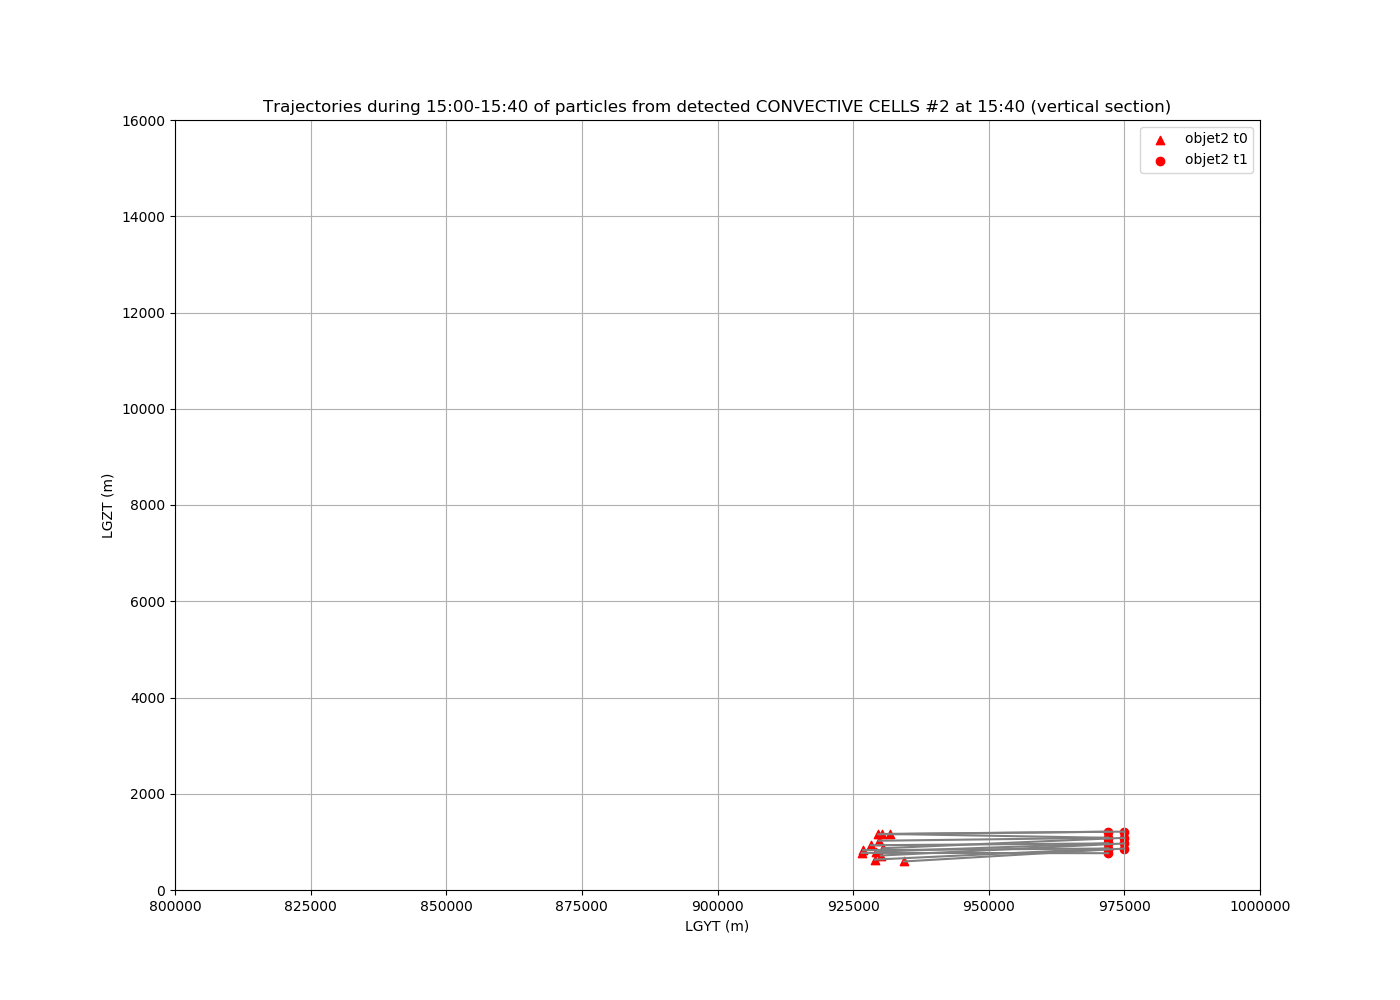 Trajectories during 15:00-15:40 of particles from detected CONVECTIVE CELLS #2 at 15:40 (vertical section)
objet2 t0
objet2 t1
16000
14000
12000
10000
8000
6000
4000
2000
0
LGZT (m)
800000 825000 850000 875000 900000 925000 950000 975000 1000000
LGYT (m)